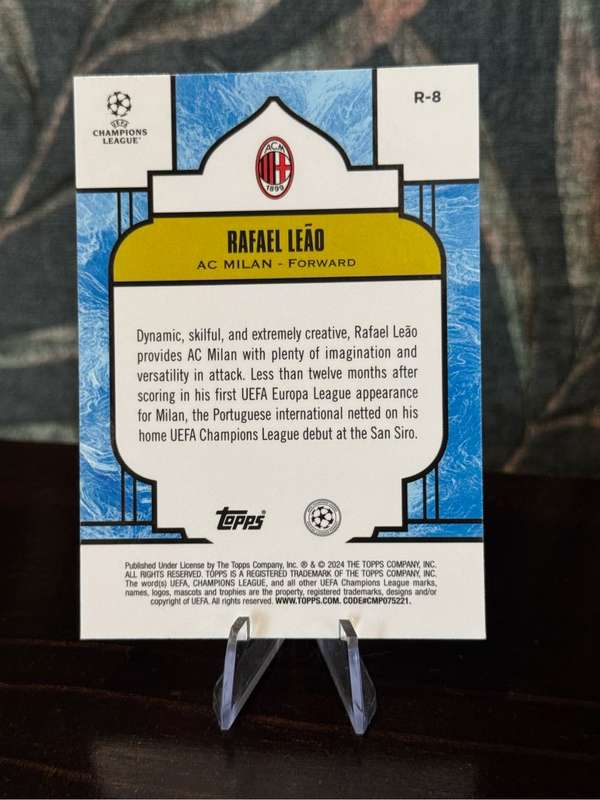 R-8
UEFA
CHAMPIONS
LEAGUE
ACM
1899
RAFAEL LEÃO
AC MILAN - FORWARD
Dynamic, skilful, and extremely creative, Rafael Leão
provides AC Milan with plenty of imagination and
versatility in attack. Less than twelve months after
scoring in his first UEFA Europa League appearance
for Milan, the Portuguese international netted on his
home UEFA Champions League debut at the San Siro.
topps
Published Under License by The Topps Company, Inc. ® & © 2024 THE TOPPS COMPANY, INC.
ALL RIGHTS RESERVED. TOPPS IS A REGISTERED TRADEMARK OF THE TOPPS COMPANY, INC.
The word(s) UEFA, CHAMPIONS LEAGUE, and all other UEFA Champions League marks,
names, logos, mascots and trophies are the property, registered trademarks, designs and/or
copyright of UEFA. All rights reserved. WWW.TOPPS.COM. CODE#CMP075221.